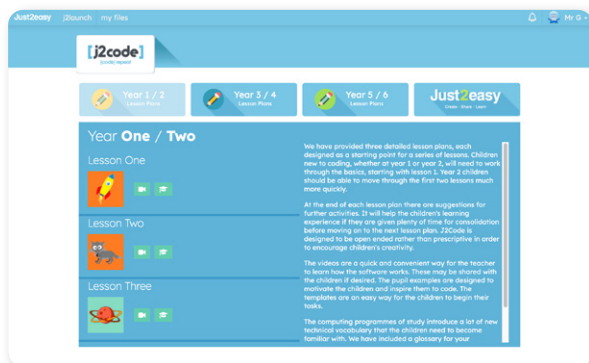 Just2easy j2launch my files Mr G
[j2code]
[code] repeat
Year 1 / 2
Lesson Plans
Year 3 / 4
Lesson Plans
Year 5 / 6
Lesson Plans
Just2easy
Create · Share · Learn
Year One / Two
Lesson One
Lesson Two
Lesson Three
We have provided three detailed lesson plans, each
designed as a starting point for a series of lessons. Children
new to coding, whether at year 1 or year 2, will need to work
through the basics, starting with lesson 1. Year 2 children
should be able to move through the first two lessons much
more quickly.
At the end of each lesson plan there are suggestions for
further activities. It will help the children's learning
experience if they are given plenty of time for consolidation
before moving on to the next lesson plan. J2Code is
designed to be open ended rather than prescriptive in order
to encourage children's creativity.
The videos are a quick and convenient way for the teacher
to learn how the software works. These may be shared with
the children if desired. The pupil examples are designed to
motivate the children and inspire them to code. The
templates are an easy way for the children to begin their
tasks.
The computing programmes of study introduce a lot of new
technical vocabulary that the children need to become
familiar with. We have included a glossary for your